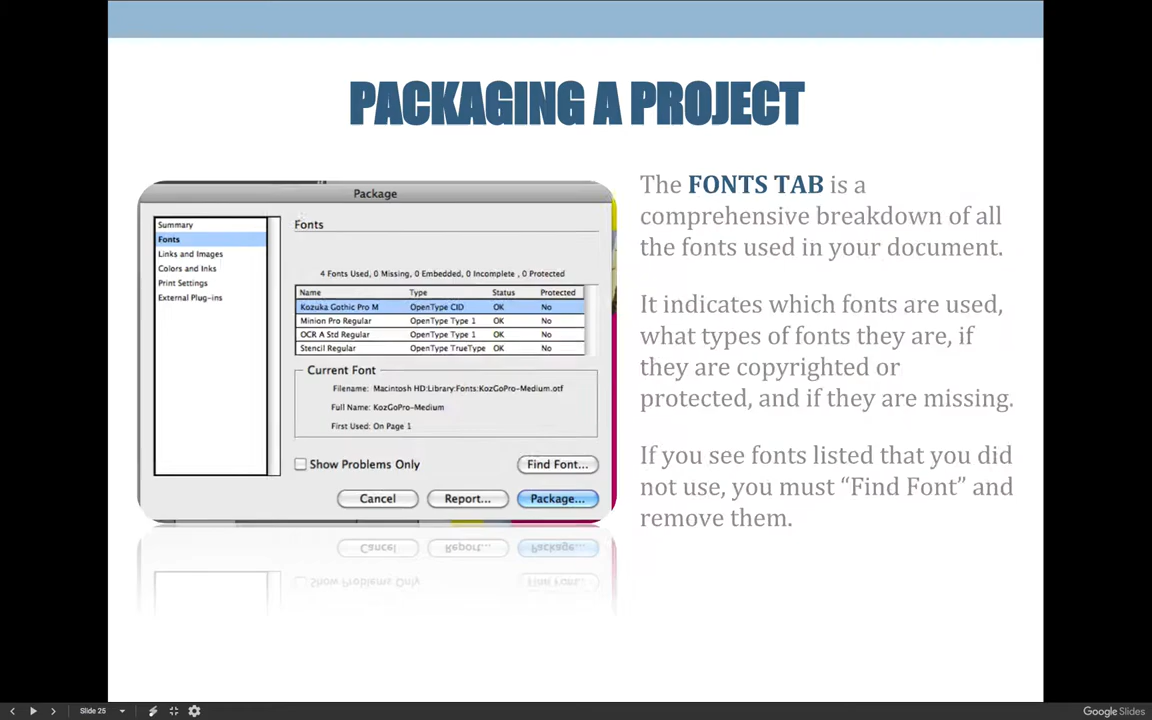 PACKAGING A PROJECT
Package
Summary
Fonts
Links and Images
Colors and Inks
Print Settings
External Plug-ins
Fonts
4 Fonts Used, 0 Missing, 0 Embedded, 0 Incomplete , 0 Protected
Name Type Status Protected
Kozuka Gothic Pro M OpenType CID OK No
Minion Pro Regular OpenType Type 1 OK No
OCR A Std Regular OpenType Type 1 OK No
Stencil Regular OpenType TrueType OK No
Current Font
Filename: Macintosh HD:Library:Fonts:KozGoPro-Medium.otf
Full Name: KozGoPro-Medium
First Used: On Page 1
Show Problems Only Find Font...
Cancel Report... Package...
The FONTS TAB is a
comprehensive breakdown of all
the fonts used in your document.
It indicates which fonts are used,
what types of fonts they are, if
they are copyrighted or
protected, and if they are missing.
If you see fonts listed that you did
not use, you must “Find Font” and
remove them.
Slide 25
Google Slides